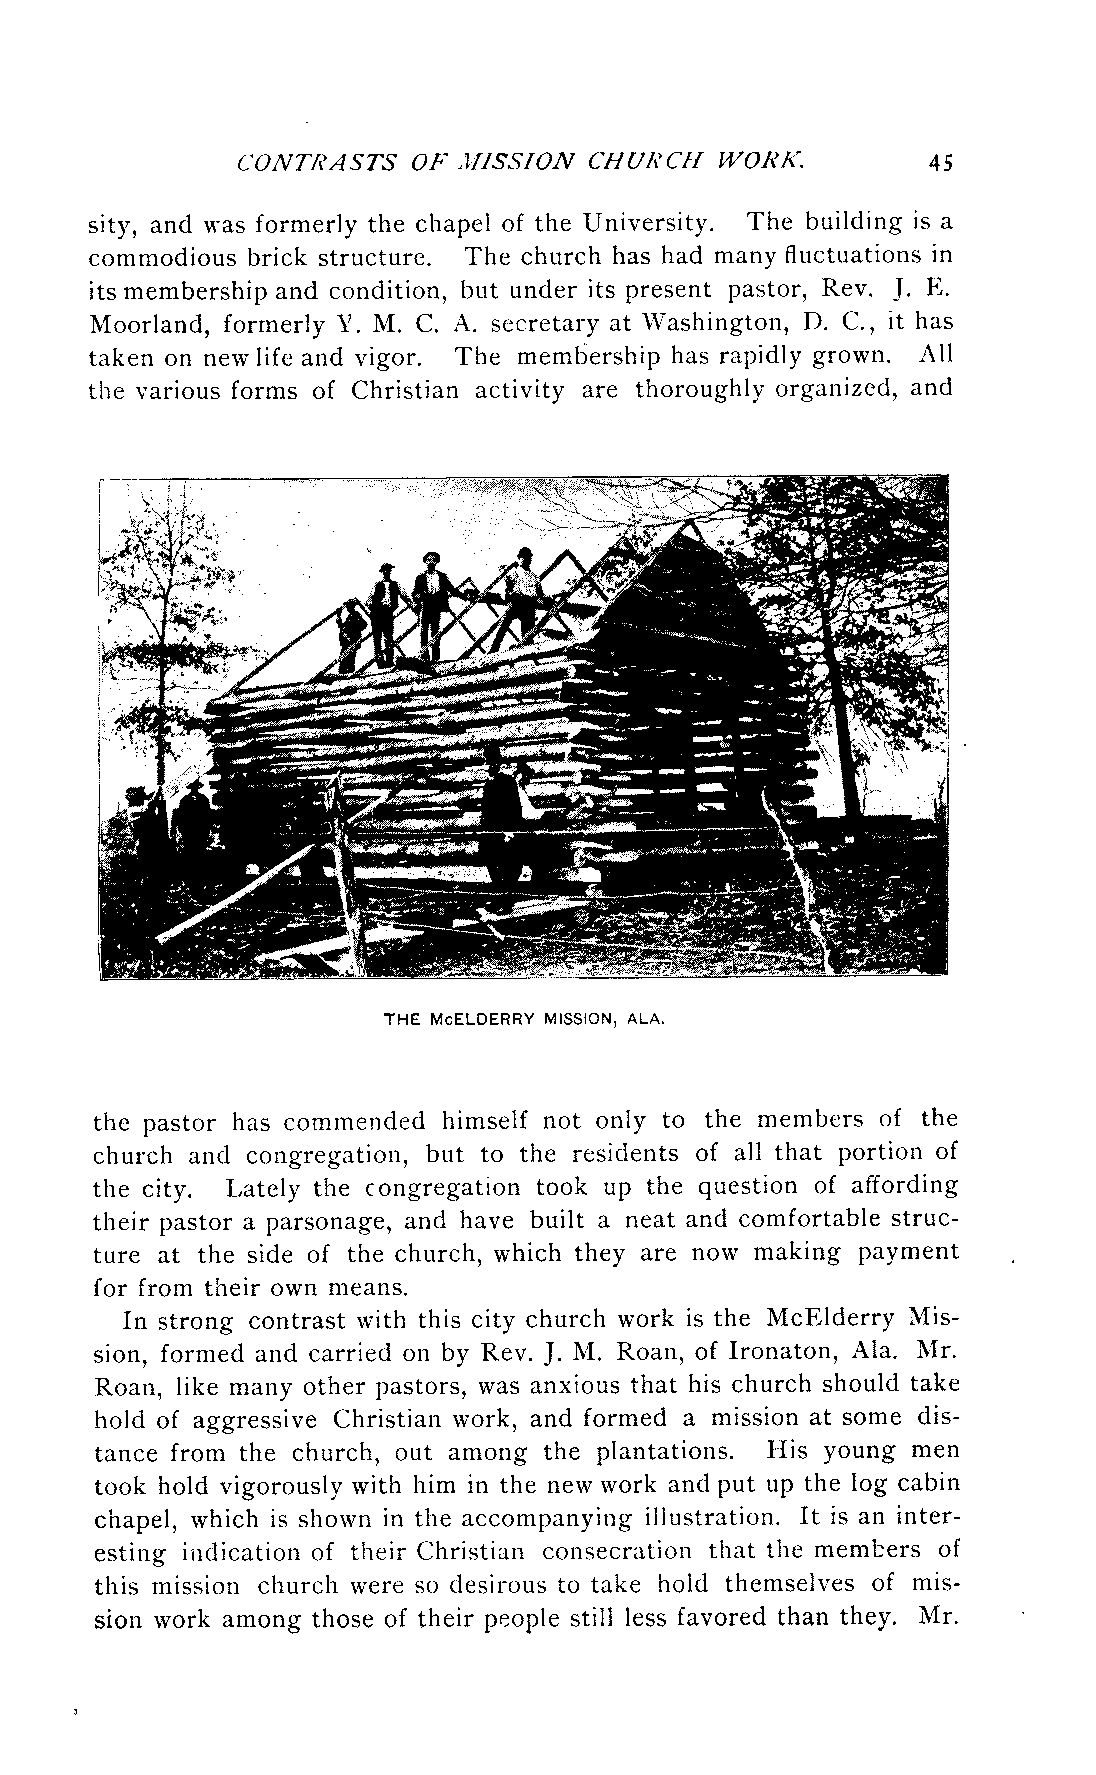 CONTRASTS OF MISSION CHURCH WORK. 45
sity, and was formerly the chapel of the University. The building is a
commodious brick structure. The church has had many fluctuations in
its membership and condition, but under its present pastor, Rev. J. E.
Moorland, formerly Y. M. C. A. secretary at Washington, D. C., it has
taken on new life and vigor. The membership has rapidly grown. All
the various forms of Christian activity are thoroughly organized, and
THE McELDERRY MISSION, ALA.
the pastor has commended himself not only to the members of the
church and congregation, but to the residents of all that portion of
the city. Lately the congregation took up the question of affording
their pastor a parsonage, and have built a neat and comfortable struc-
ture at the side of the church, which they are now making payment
for from their own means.
In strong contrast with this city church work is the McElderry Mis-
sion, formed and carried on by Rev. J. M. Roan, of Ironaton, Ala. Mr.
Roan, like many other pastors, was anxious that his church should take
hold of aggressive Christian work, and formed a mission at some dis-
tance from the church, out among the plantations. His young men
took hold vigorously with him in the new work and put up the log cabin
chapel, which is shown in the accompanying illustration. It is an inter-
esting indication of their Christian consecration that the members of
this mission church were so desirous to take hold themselves of mis-
sion work among those of their people still less favored than they. Mr.